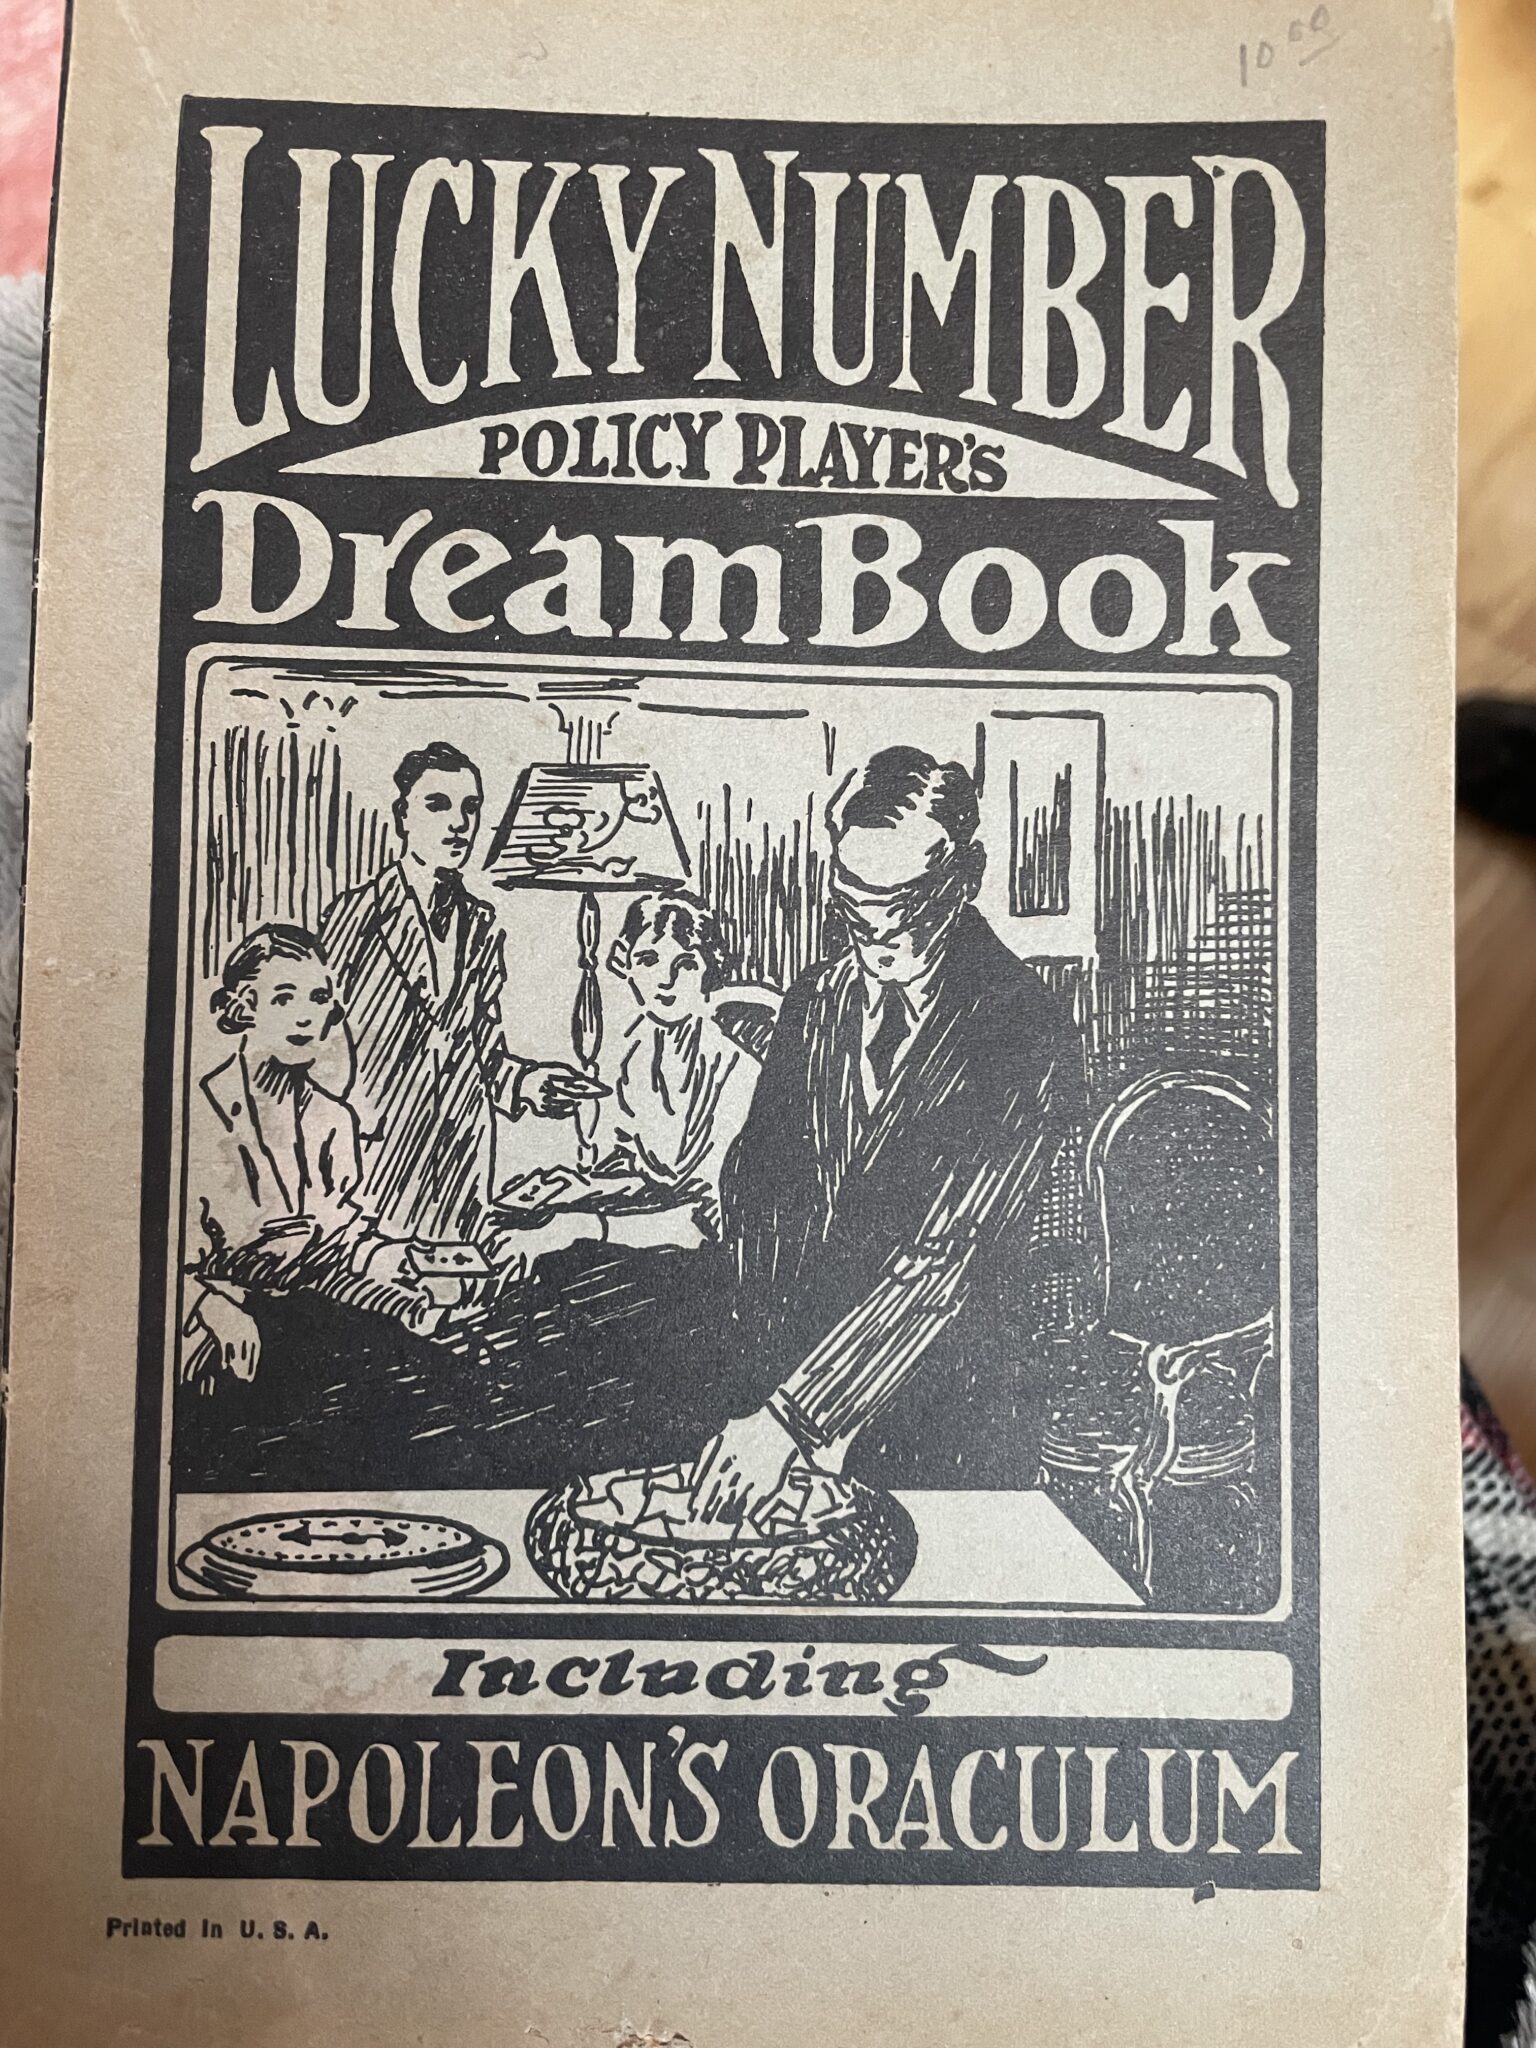 10 00
LUCKY NUMBER
POLICY PLAYER'S
Dream Book
Including
NAPOLEON'S ORACULUM
Printed in U. S. A.